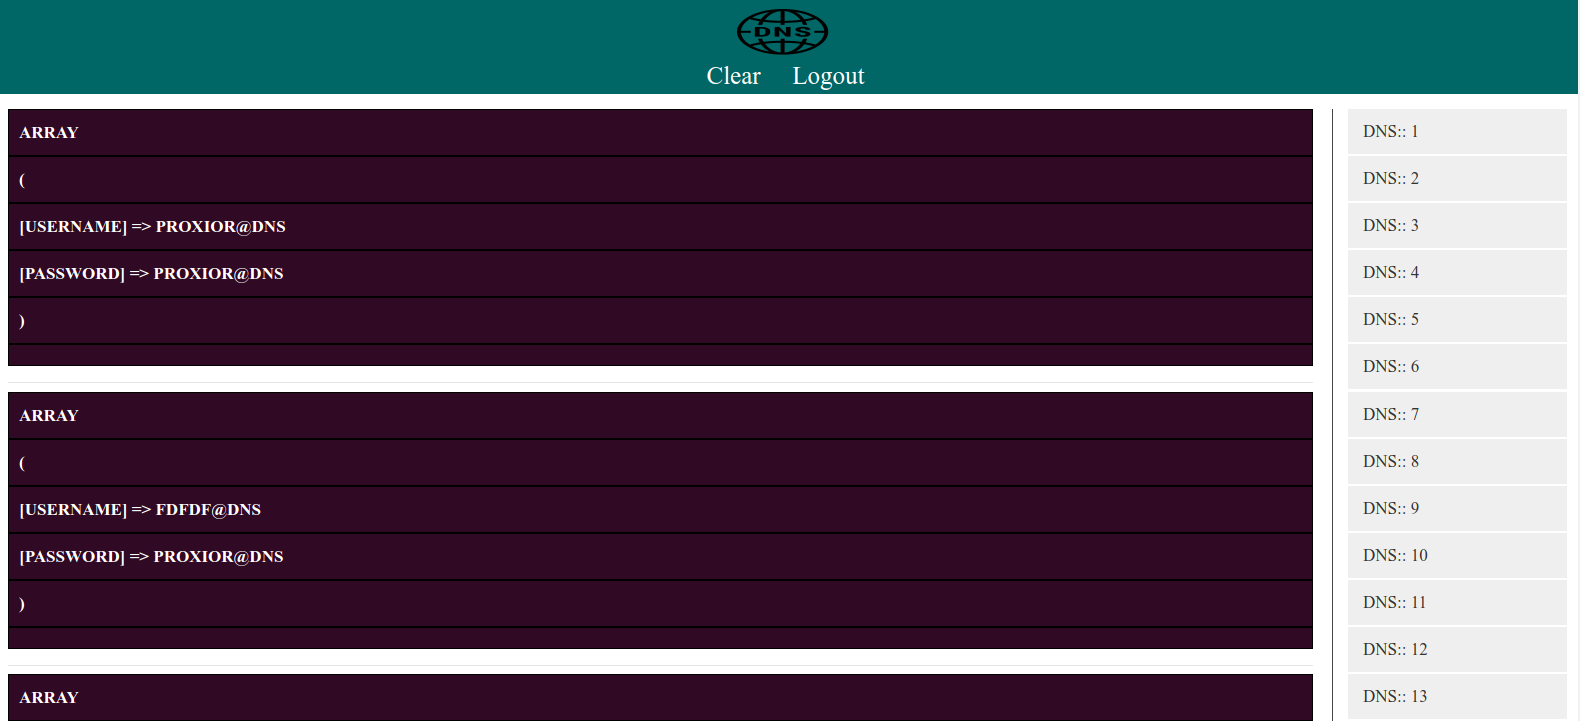 DNS
Clear Logout
ARRAY
(
[USERNAME] => PROXIOR@DNS
[PASSWORD] => PROXIOR@DNS
)
ARRAY
(
[USERNAME] => FDFDF@DNS
[PASSWORD] => PROXIOR@DNS
)
ARRAY
DNS:: 1
DNS:: 2
DNS:: 3
DNS:: 4
DNS:: 5
DNS:: 6
DNS:: 7
DNS:: 8
DNS:: 9
DNS:: 10
DNS:: 11
DNS:: 12
DNS:: 13